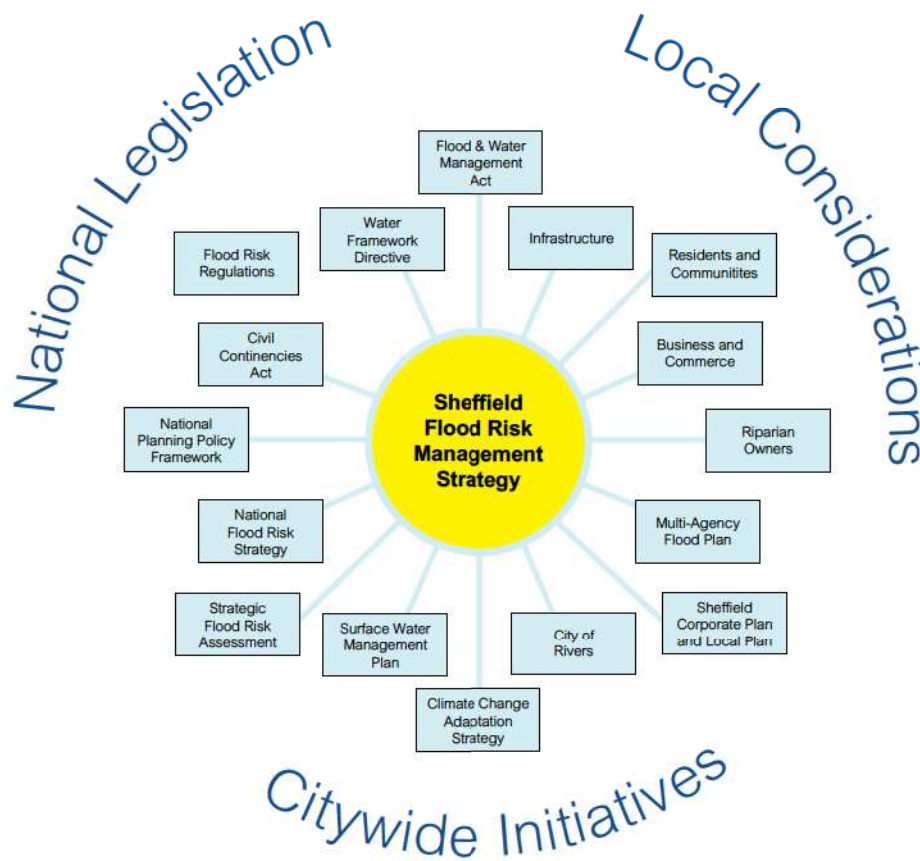 National Legislation
Local Considerations
Flood & Water
Management
Act
Water
Framework
Directive
Infrastructure
Flood Risk
Regulations
Residents and
Communitites
Civil
Continencies
Act
Business and
Commerce
Sheffield
Flood Risk
Management
Strategy
National
Planning Policy
Framework
Riparian
Owners
National
Flood Risk
Strategy
Multi-Agency
Flood Plan
Strategic
Flood Risk
Assessment
Surface Water
Management
Plan
City of
Rivers
Sheffield
Corporate Plan
and Local Plan
Climate Change
Adaptation
Strategy
Citywide Initiatives